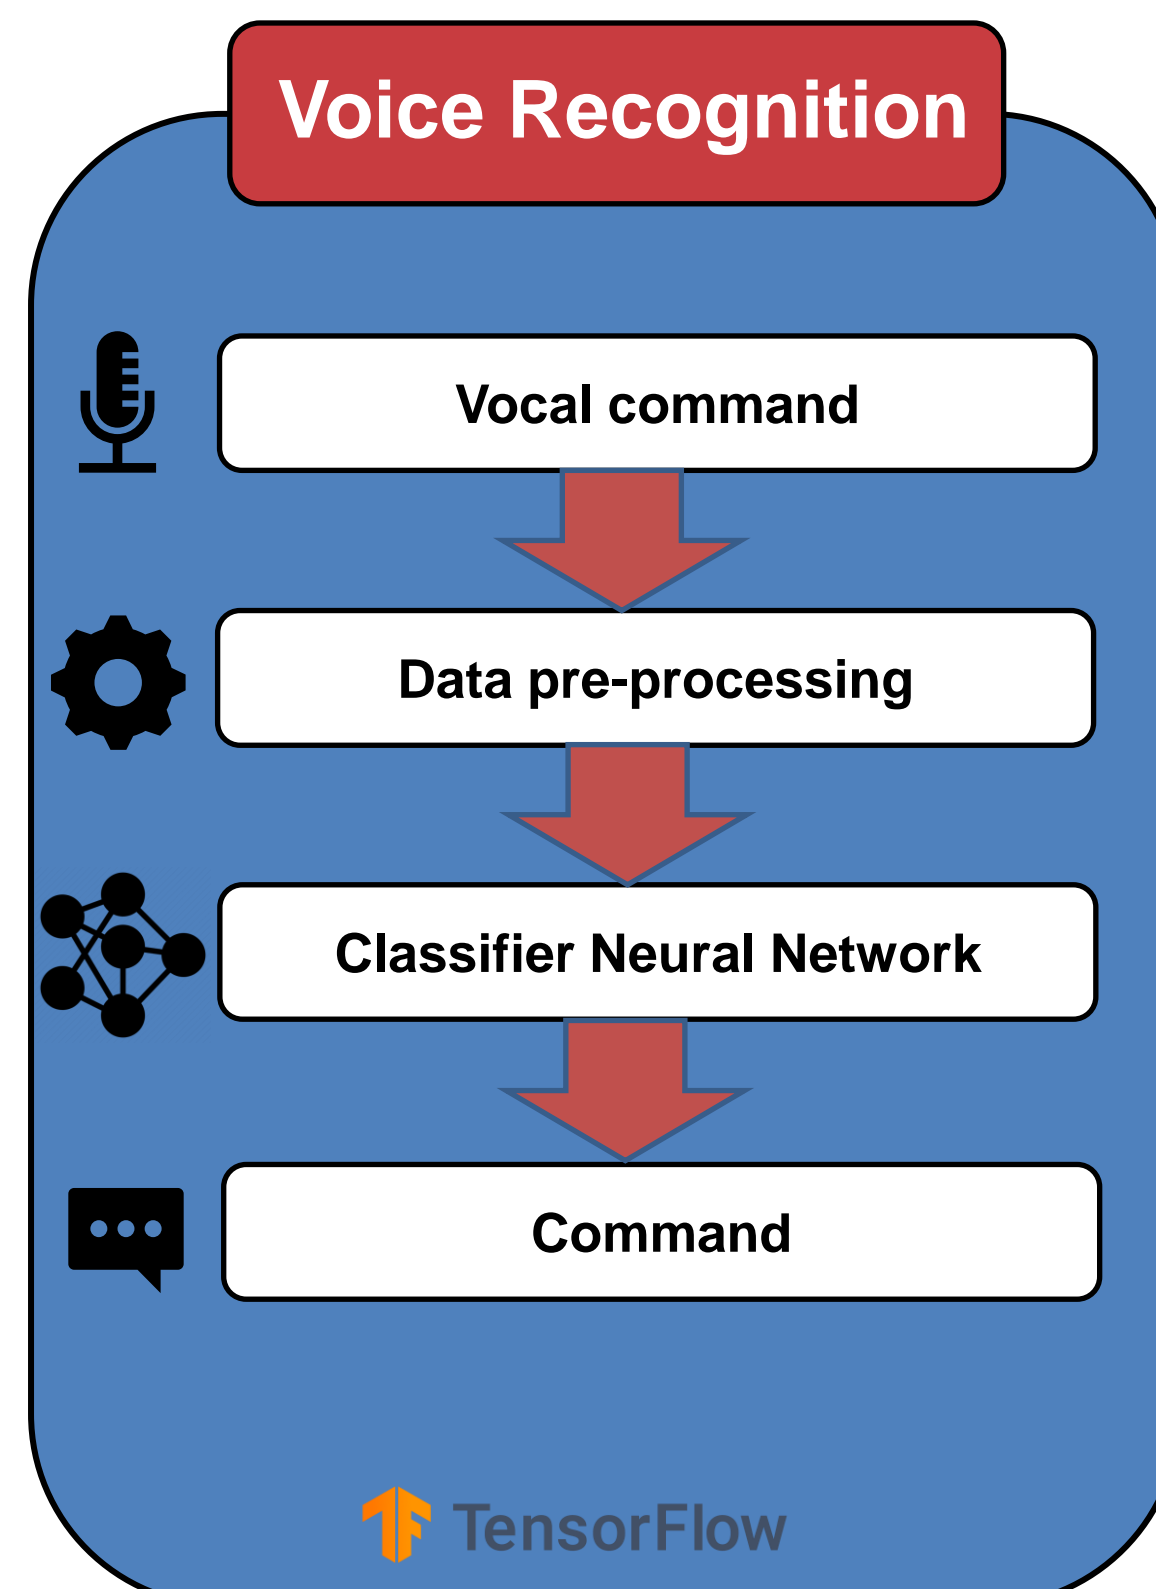 Voice Recognition
Vocal command
Data pre-processing
Classifier Neural Network
Command
TensorFlow